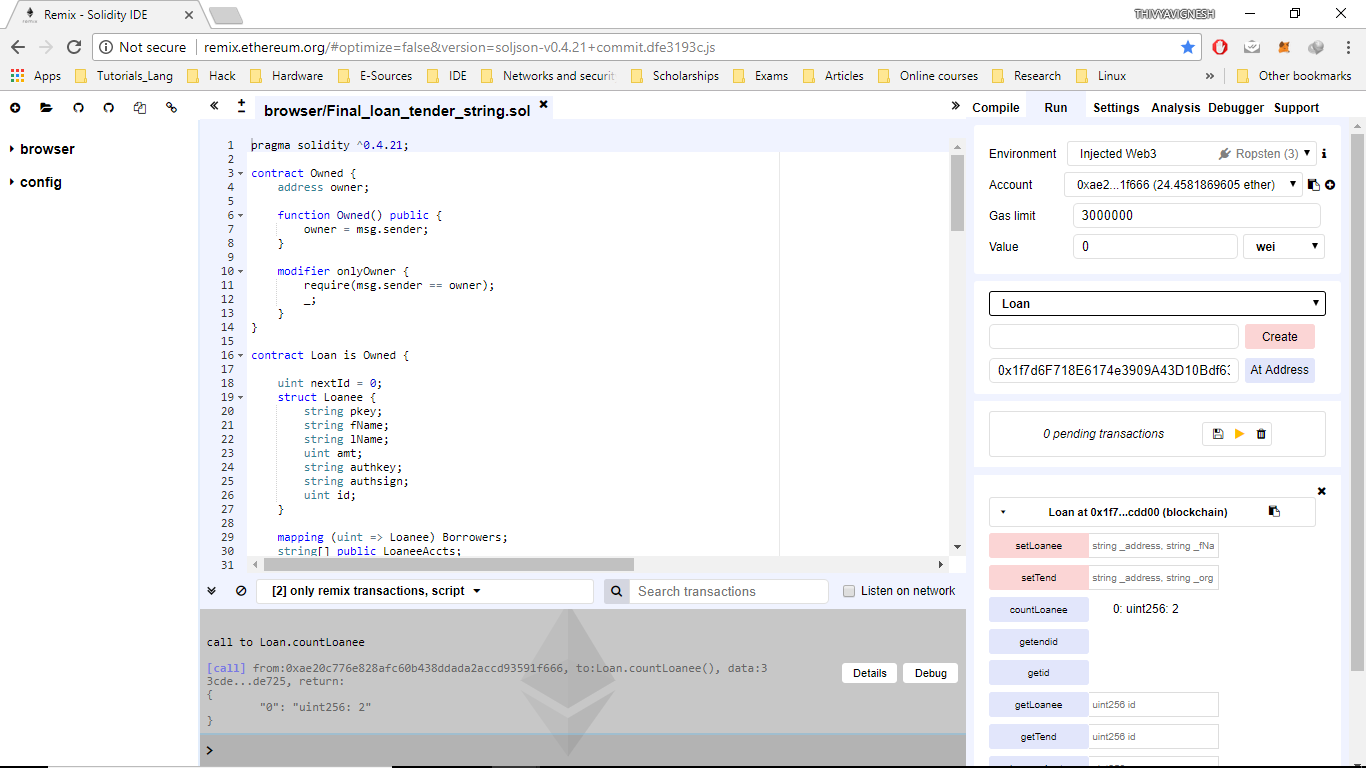 Remix - Solidity IDE
THIVYAVIGNESH
Not secure | remix.ethereum.org/#optimize=false&version=soljson-v0.4.21+commit.dfe3193c.js
Apps Tutorials_Lang Hack Hardware E-Sources IDE Networks and securit Scholarships Exams Articles Online courses Research Linux » Other bookmarks
browser/Final_loan_tender_string.sol
Compile Run Settings Analysis Debugger Support
browser
config
1 pragma solidity ^0.4.21;
2
3 contract Owned {
4 address owner;
5
6 function Owned() public {
7 owner = msg.sender;
8 }
9
10 modifier onlyOwner {
11 require(msg.sender == owner);
12 _;
13 }
14 }
15
16 contract Loan is Owned {
17
18 uint nextId = 0;
19 struct Loanee {
20 string pkey;
21 string fName;
22 string lName;
23 uint amt;
24 string authkey;
25 string authsign;
26 uint id;
27 }
28
29 mapping (uint => Loanee) Borrowers;
30 string[] public LoaneeAccts;
31
[2] only remix transactions, script
Search transactions
Listen on network
call to Loan.countLoanee
[call] from:0xae20c776e828afc60b438ddada2accd93591f666, to:Loan.countLoanee(), data:3
3cde...de725, return:
{
"0": "uint256: 2"
}
Details Debug
>
Environment Injected Web3 Ropsten (3)
Account 0xae2...1f666 (24.4581869605 ether)
Gas limit 3000000
Value 0 wei
Loan
Create
0x1f7d6F718E6174e3909A43D10Bdf63 At Address
0 pending transactions
Loan at 0x1f7...cdd00 (blockchain)
setLoanee string _address, string _fNa
setTend string _address, string _org
countLoanee 0: uint256: 2
getendid
getid
getLoanee uint256 id
getTend uint256 id